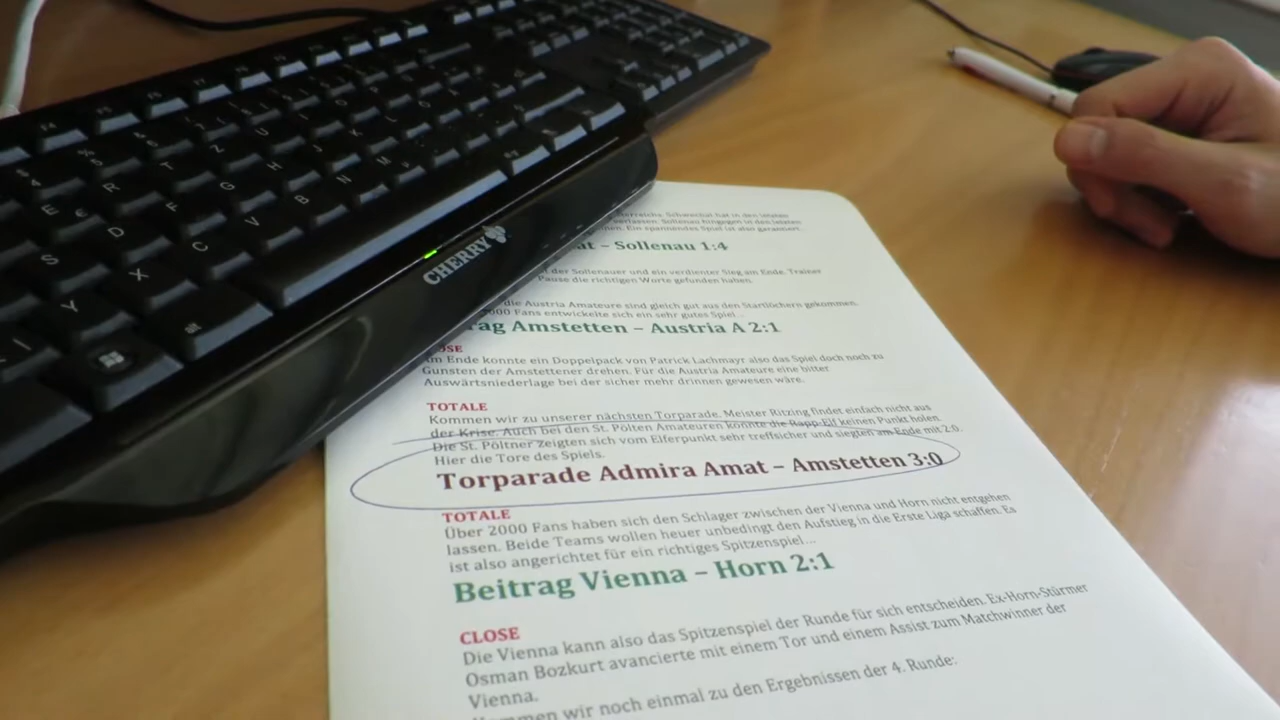 CHERRY
at – Sollenau 1:4
der Sollenauer und ein verdienter Sieg am Ende. Trainer
Pause die richtigen Worte gefunden haben.
die Austria Amateure sind gleich gut aus den Startlöchern gekommen.
2000 Fans entwickelte sich ein sehr gutes Spiel...
rag Amstetten – Austria A 2:1
OSE
Am Ende konnte ein Doppelpack von Patrick Lachmayr also das Spiel doch noch zu
Gunsten der Amstettener drehen. Für die Austria Amateure eine bitter
Auswärtsniederlage bei der sicher mehr drinnen gewesen wäre.
TOTALE
Kommen wir zu unserer nächsten Torparade. Meister Ritzing findet einfach nicht aus
der Krise. Auch bei den St. Pölten Amateuren konnte die Rapp-Elf keinen Punkt holen.
Die St. Pöltner zeigten sich vom Elferpunkt sehr treffsicher und siegten am Ende mit 2:0.
Hier die Tore des Spiels.
Torparade Admira Amat – Amstetten 3:0
TOTALE
Über 2000 Fans haben sich den Schlager zwischen der Vienna und Horn nicht entgehen
lassen. Beide Teams wollen heuer unbedingt den Aufstieg in die Erste Liga schaffen. Es
ist also angerichtet für ein richtiges Spitzenspiel...
Beitrag Vienna – Horn 2:1
CLOSE
Die Vienna kann also das Spitzenspiel der Runde für sich entscheiden. Ex-Horn-Stürmer
Osman Bozkurt avancierte mit einem Tor und einem Assist zum Matchwinner der
Vienna.
Kommen wir noch einmal zu den Ergebnissen der 4. Runde: